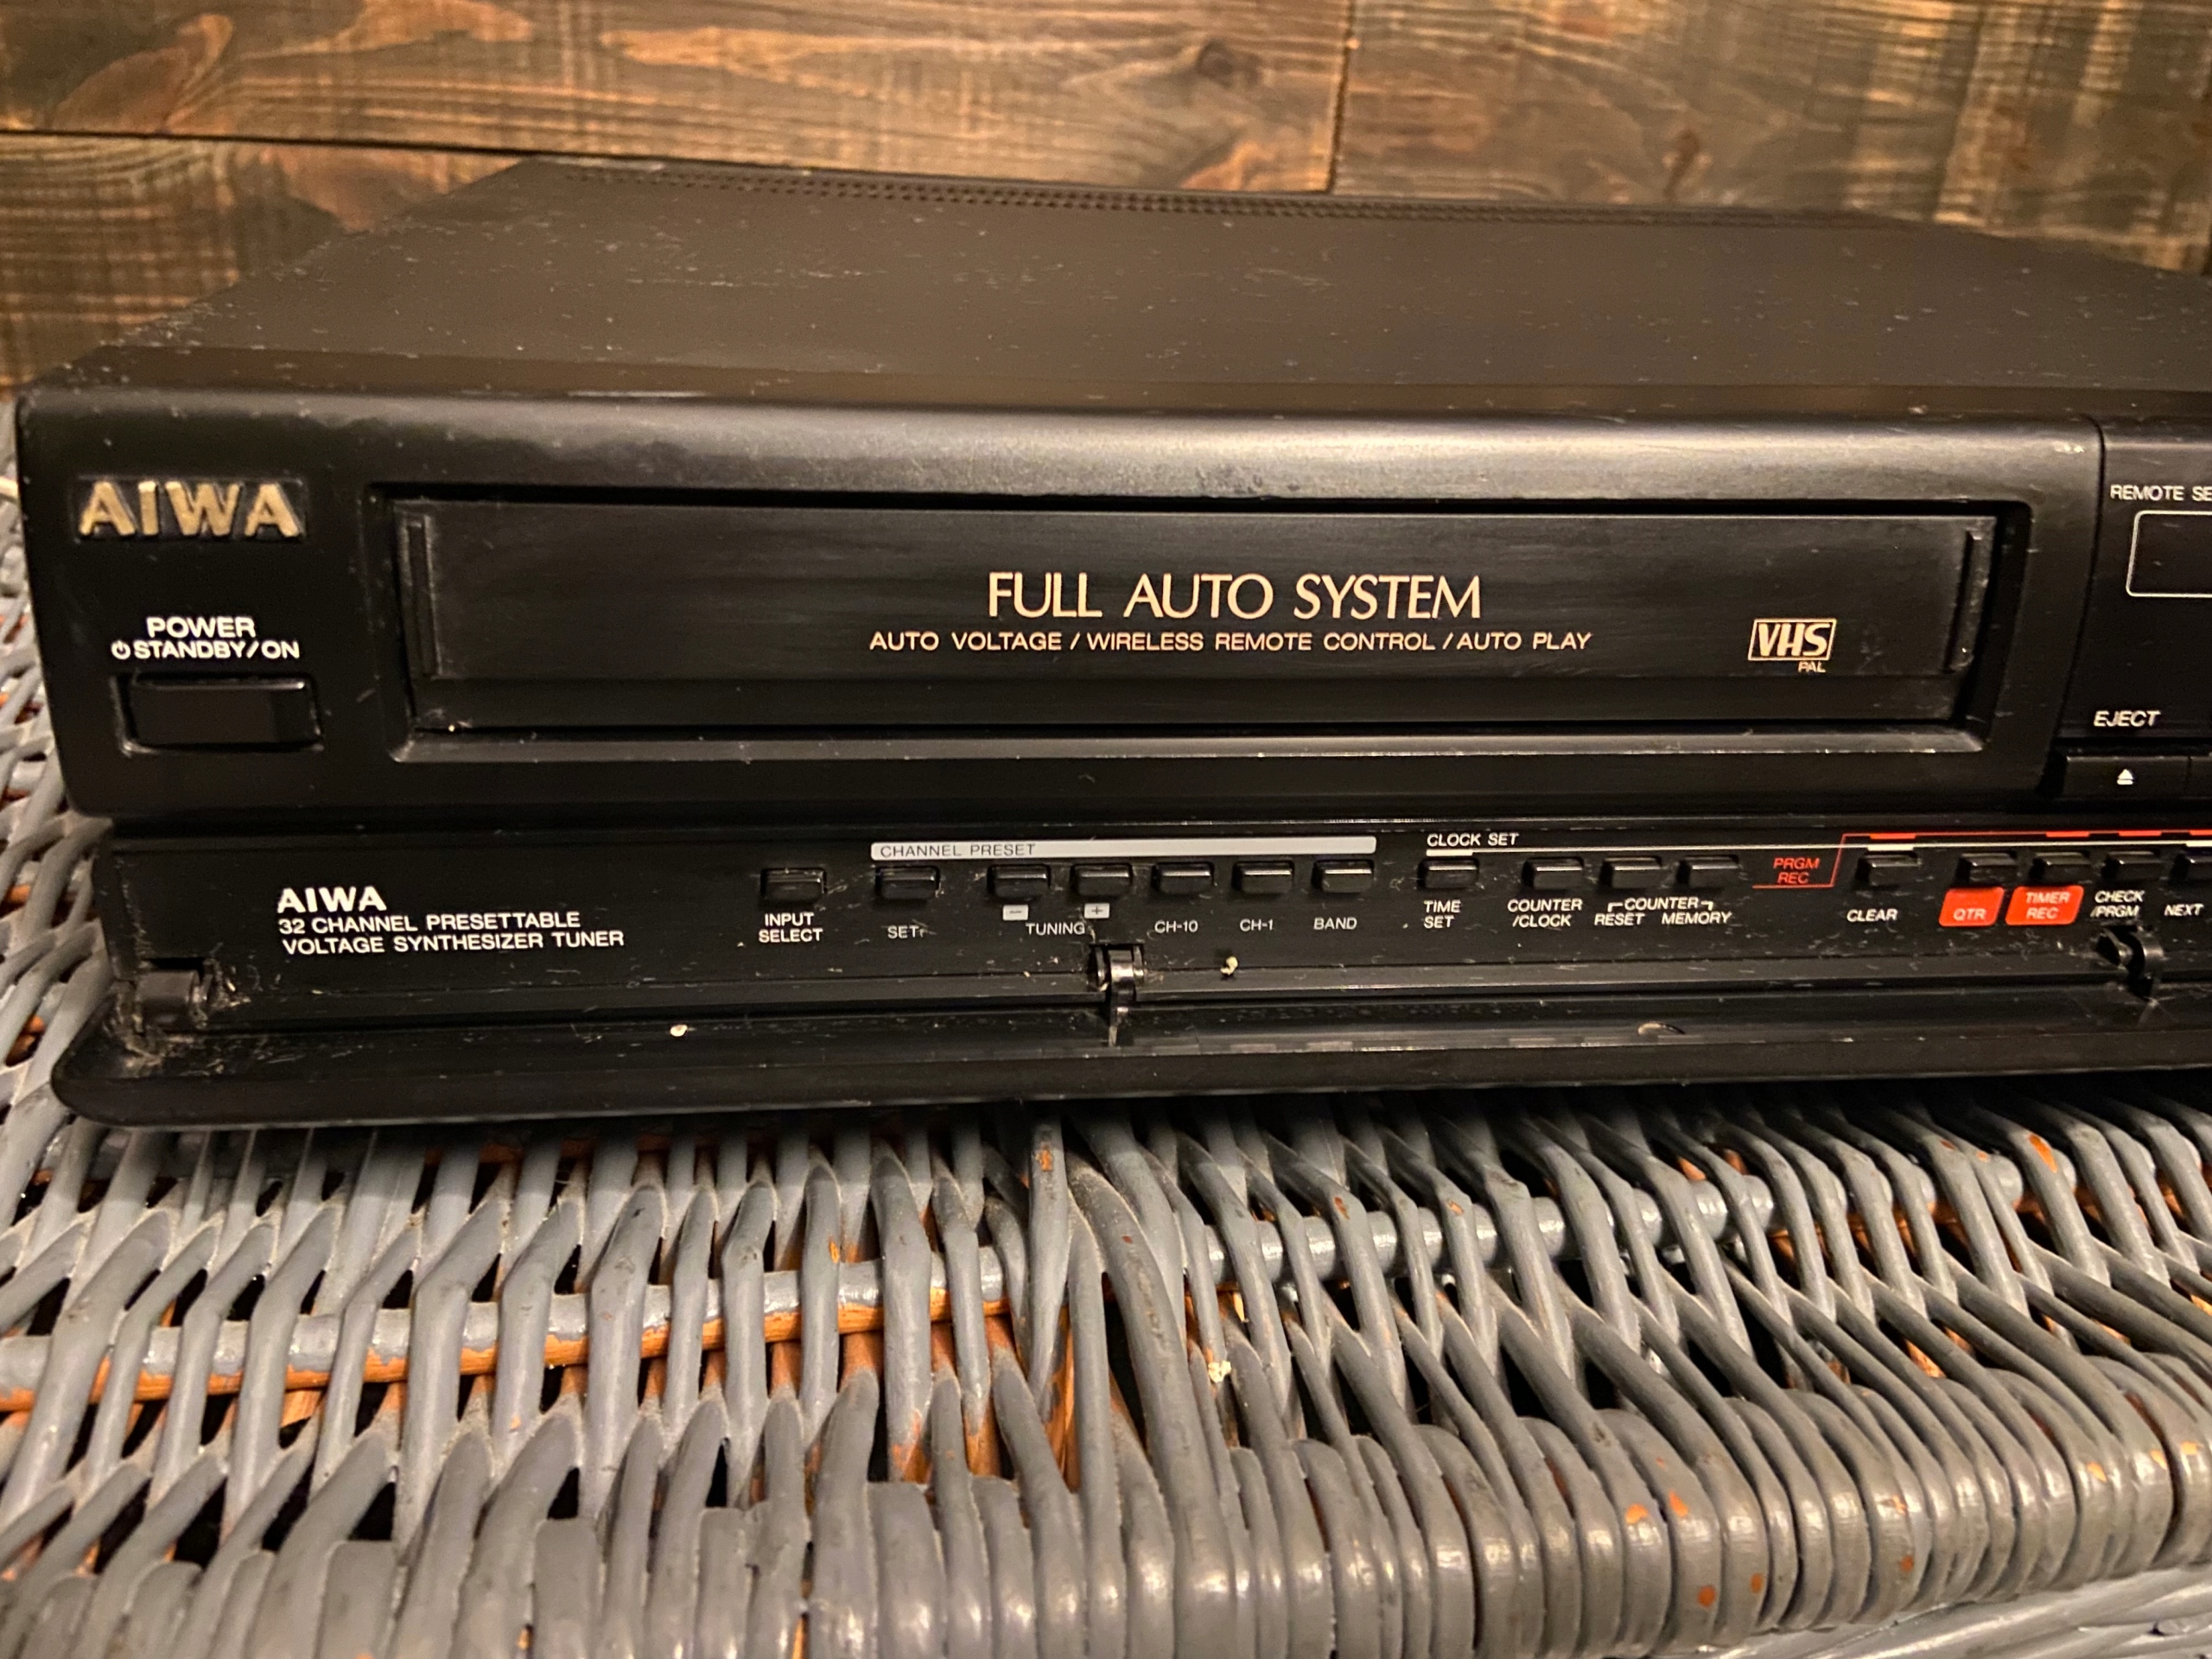 AIWA
REMOTE SE
FULL AUTO SYSTEM
AUTO VOLTAGE / WIRELESS REMOTE CONTROL / AUTO PLAY
VHS
PAL
POWER
STANDBY/ON
EJECT
CHANNEL PRESET
CLOCK SET
PRGM
REC
AIWA
32 CHANNEL PRESETTABLE
VOLTAGE SYNTHESIZER TUNER
INPUT
SELECT
SET
− +
TUNING
CH-10
CH-1
BAND
TIME
SET
COUNTER
/CLOCK
COUNTER
RESET MEMORY
CLEAR
QTR
TIMER
REC
CHECK
/PRGM
NEXT